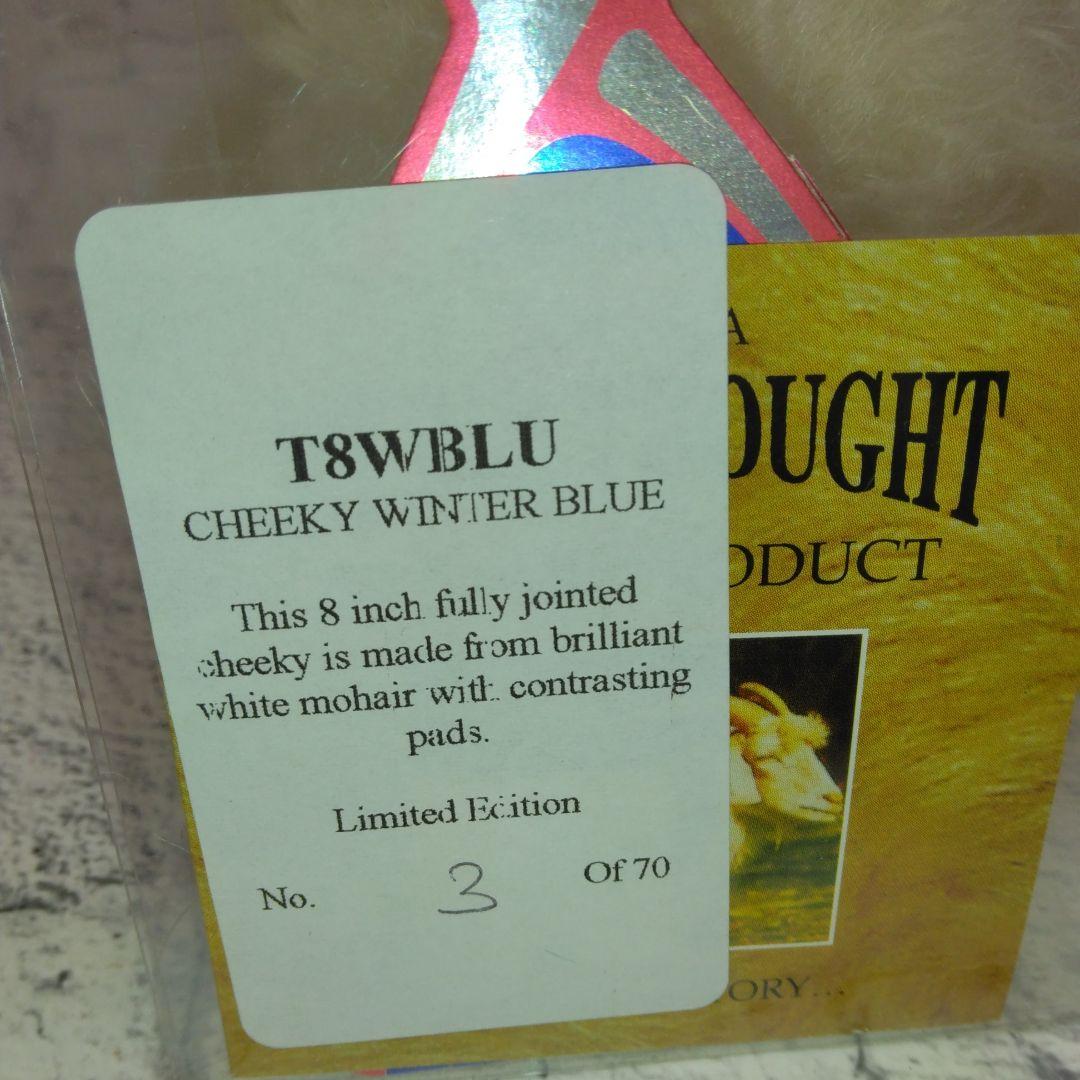 T8WBLU
CHEEKY WINTER BLUE
This 8 inch fully jointed
cheeky is made from brilliant
white mohair with contrasting
pads.
Limited Edition
No. 3 Of 70
A
OUGHT
ODUCT
ORY...